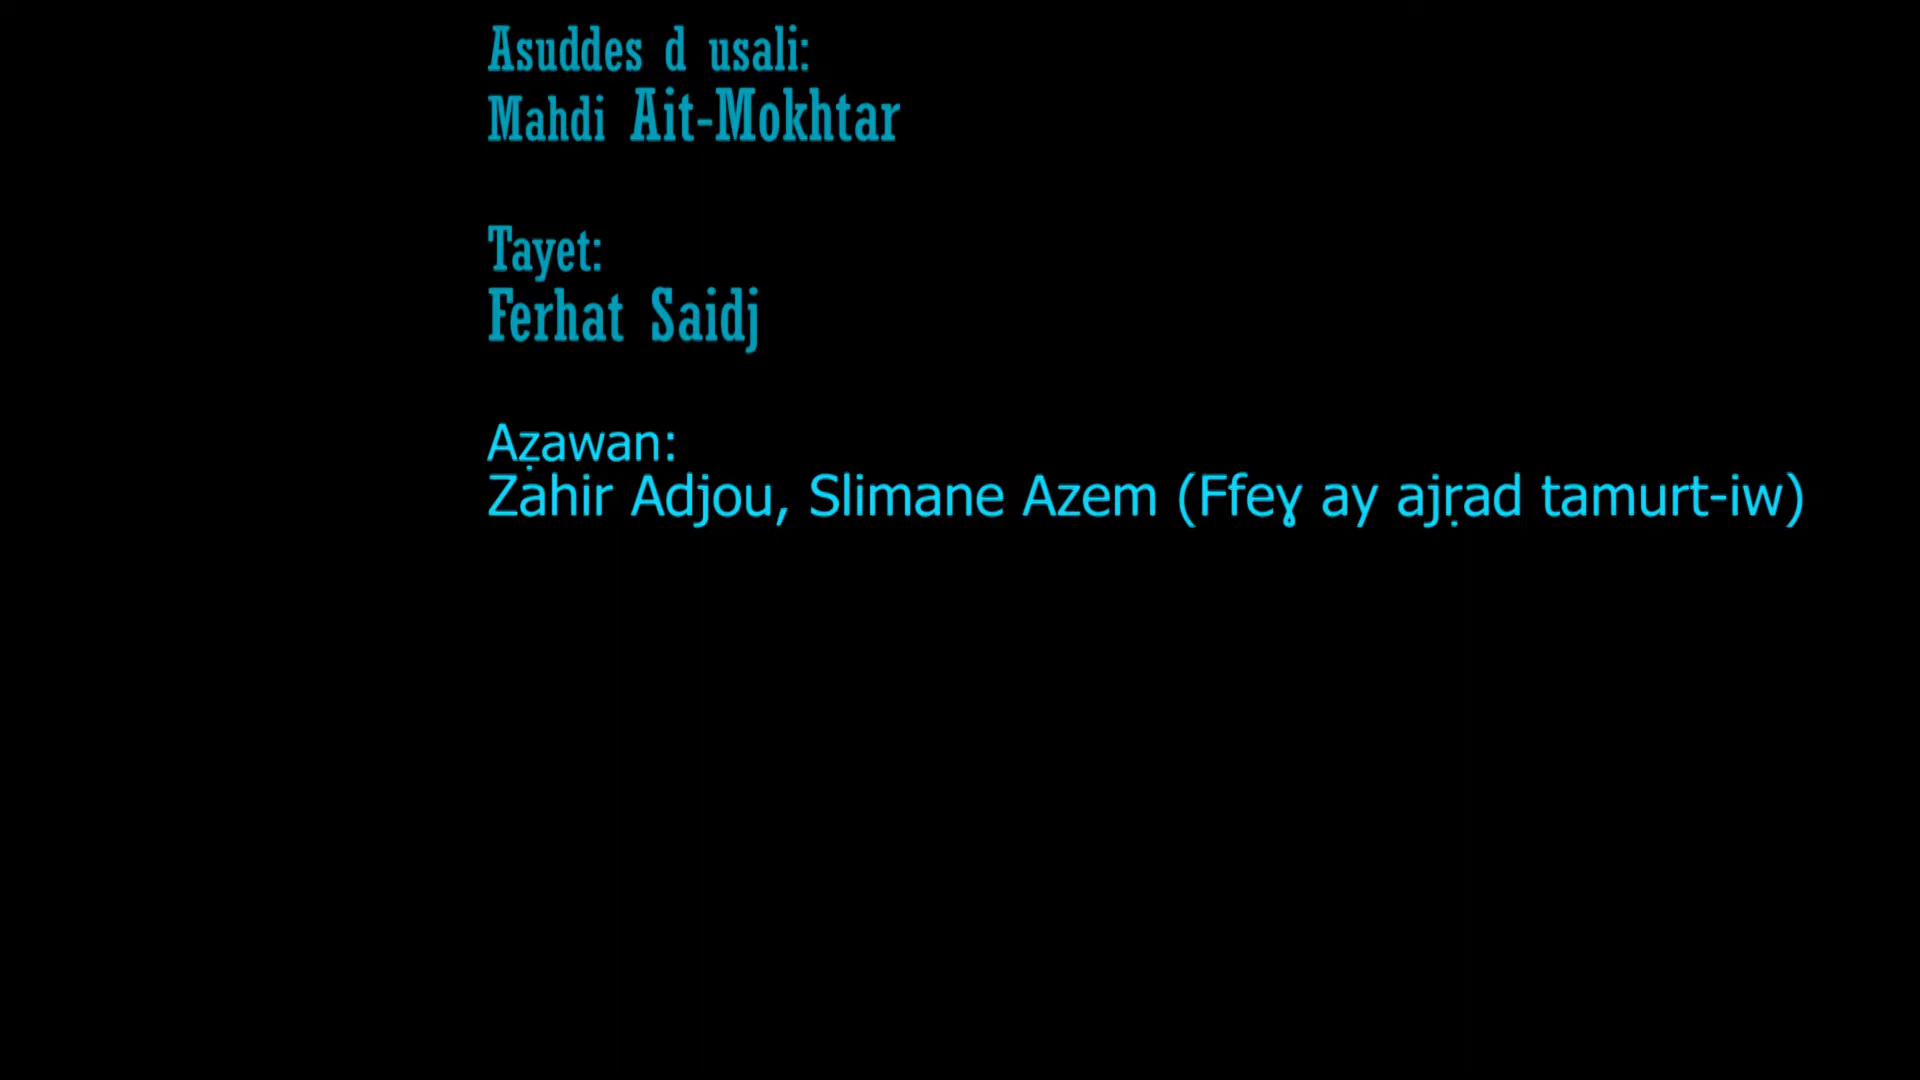 Asuddes d usali:
Mahdi Ait-Mokhtar
Tayet:
Ferhat Saidj
Aẓawan:
Zahir Adjou, Slimane Azem (Ffeɣ ay ajṛad tamurt-iw)